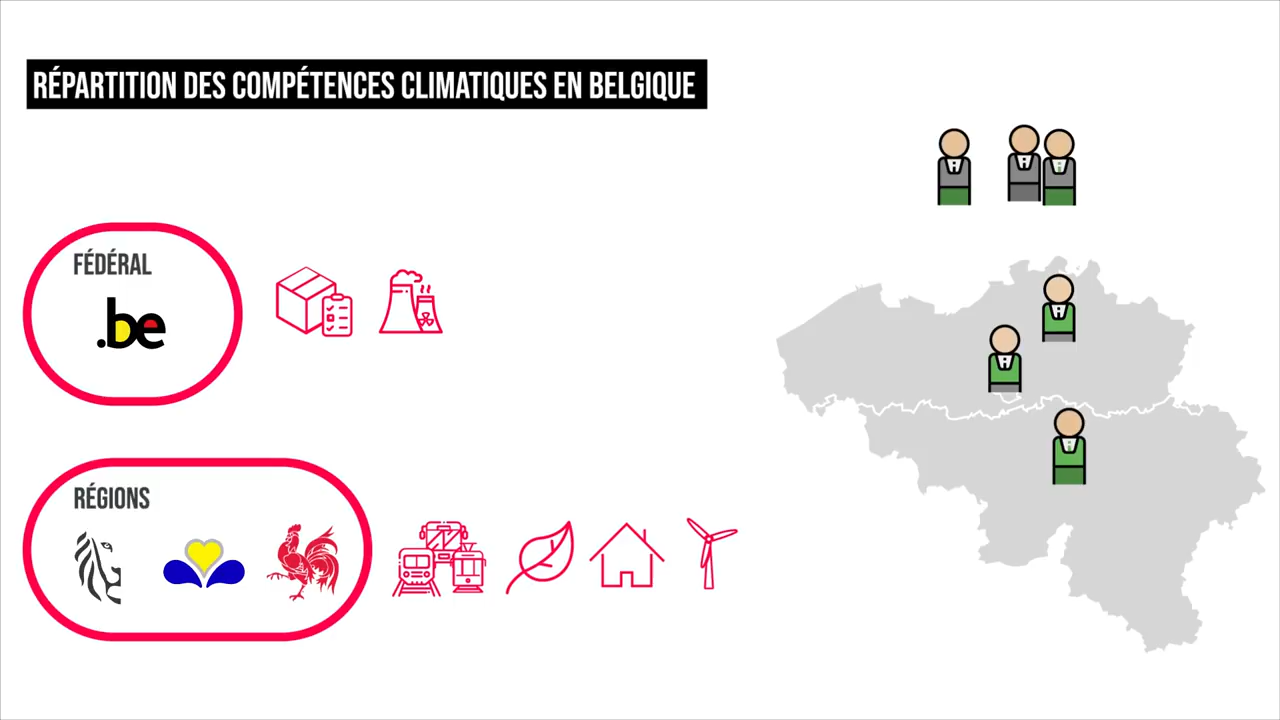 RÉPARTITION DES COMPÉTENCES CLIMATIQUES EN BELGIQUE
FÉDÉRAL
.be
RÉGIONS